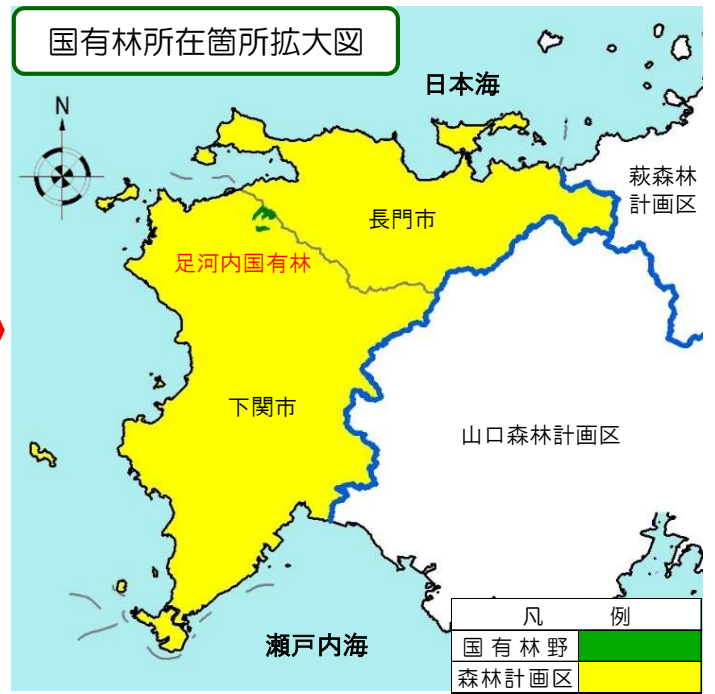 国有林所在箇所拡大図
日本海
N
萩森林
計画区
長門市
足河内国有林
下関市
山口森林計画区
瀬戸内海
凡 例
国有林野
森林計画区